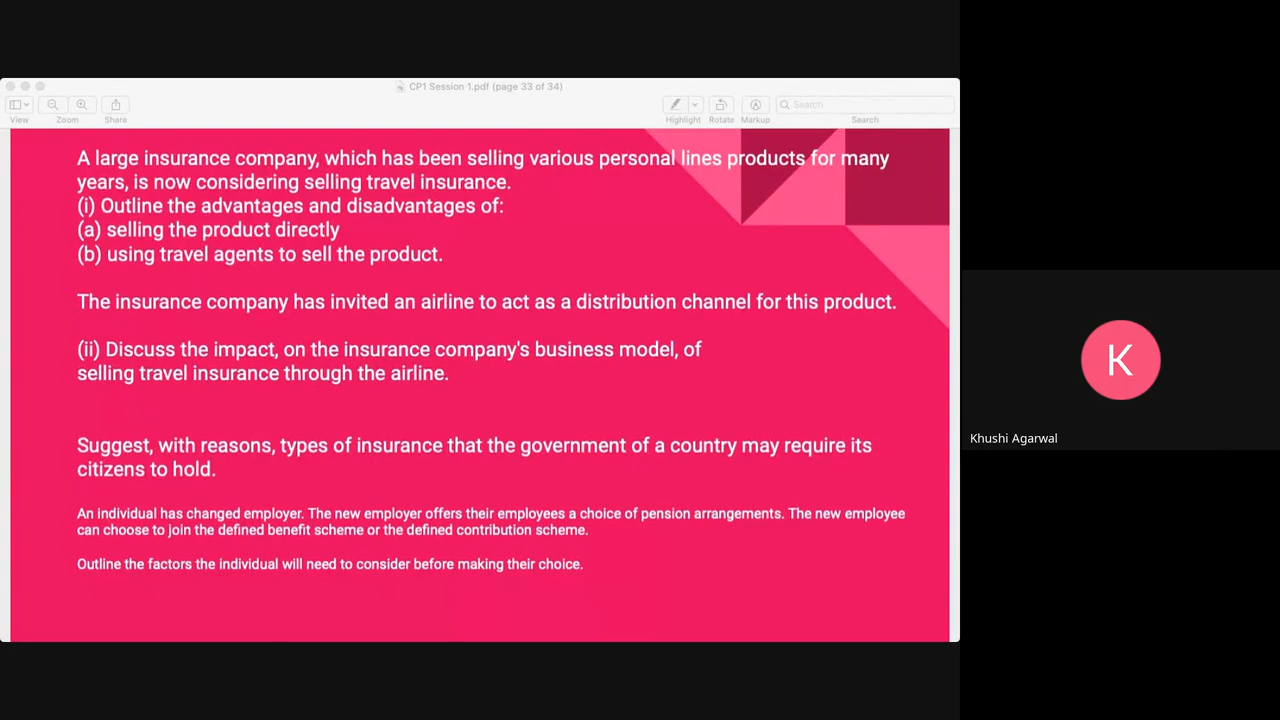 CP1 Session 1.pdf (page 33 of 34)
View Zoom Share Highlight Rotate Markup Search
Search
A large insurance company, which has been selling various personal lines products for many
years, is now considering selling travel insurance.
(i) Outline the advantages and disadvantages of:
(a) selling the product directly
(b) using travel agents to sell the product.
The insurance company has invited an airline to act as a distribution channel for this product.
(ii) Discuss the impact, on the insurance company's business model, of
selling travel insurance through the airline.
Suggest, with reasons, types of insurance that the government of a country may require its
citizens to hold.
An individual has changed employer. The new employer offers their employees a choice of pension arrangements. The new employee
can choose to join the defined benefit scheme or the defined contribution scheme.
Outline the factors the individual will need to consider before making their choice.
K
Khushi Agarwal